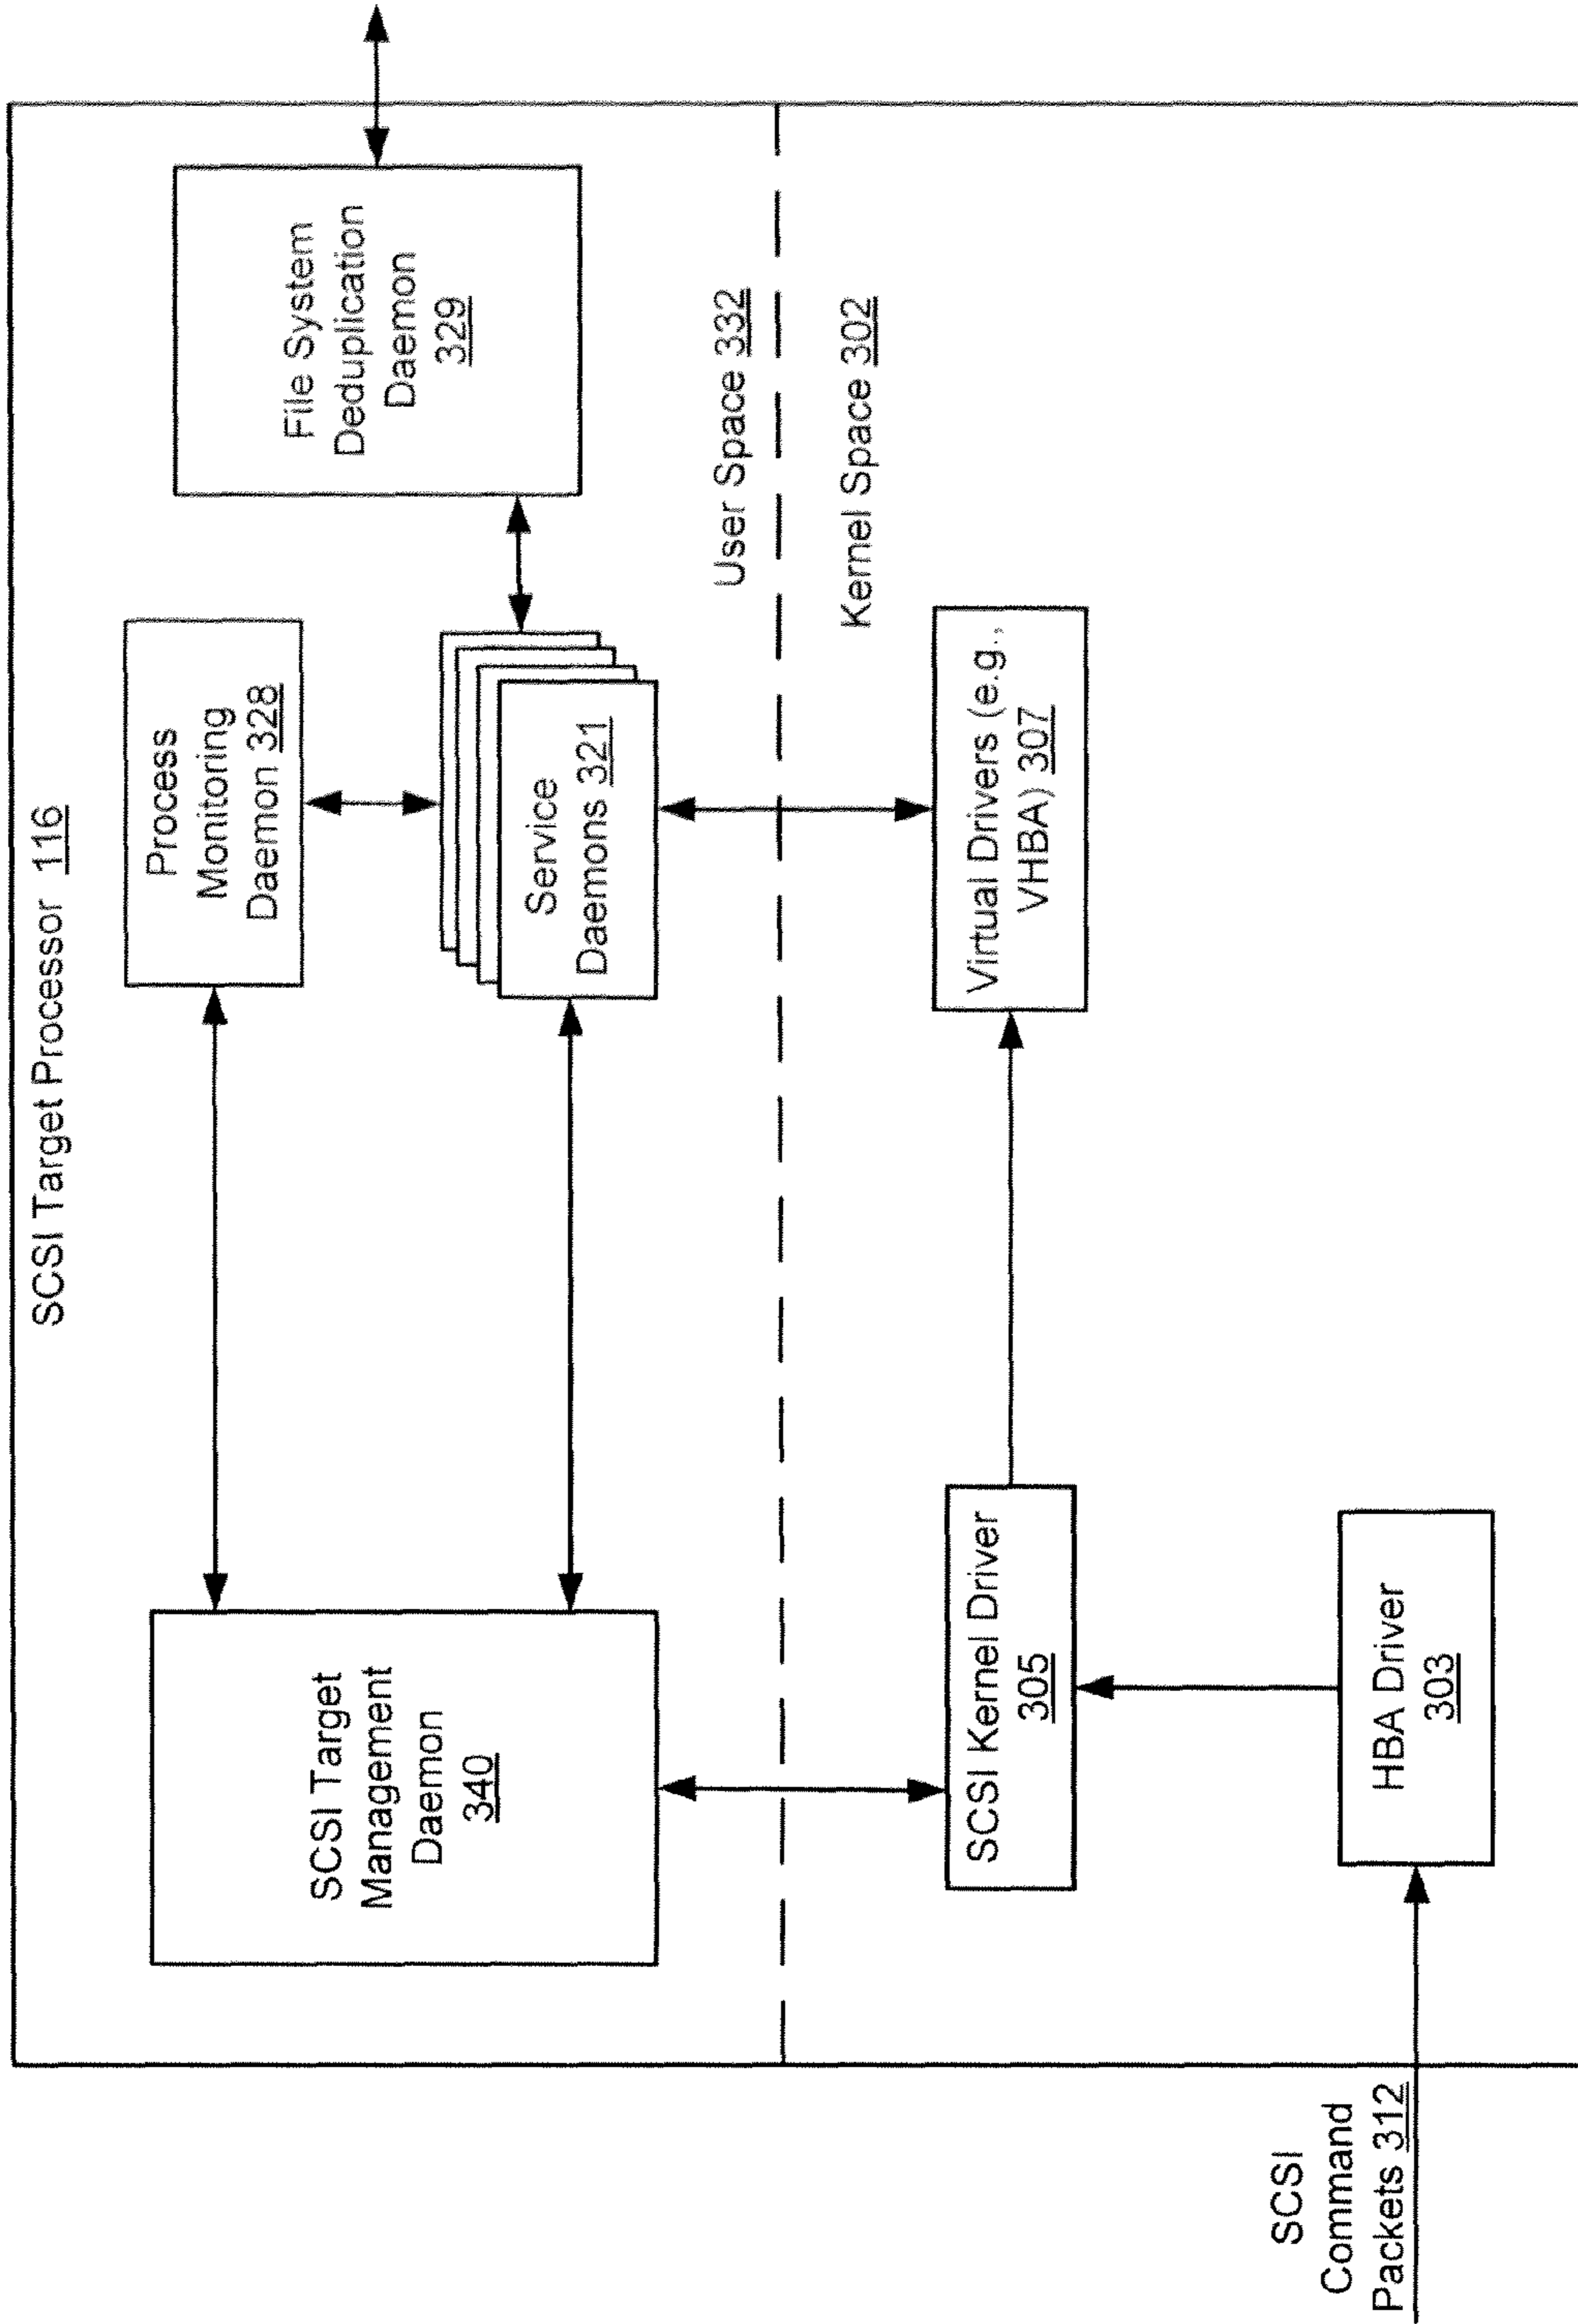 SCSI Target Processor 116
SCSI Target
Management
Daemon
340
Process
Monitoring
Daemon 328
Service
Daemons 321
File System
Deduplication
Daemon
329
User Space 332
Kernel Space 302
SCSI Kernel Driver
305
Virtual Drivers (e.g.,
VHBA) 307
HBA Driver
303
SCSI
Command
Packets 312